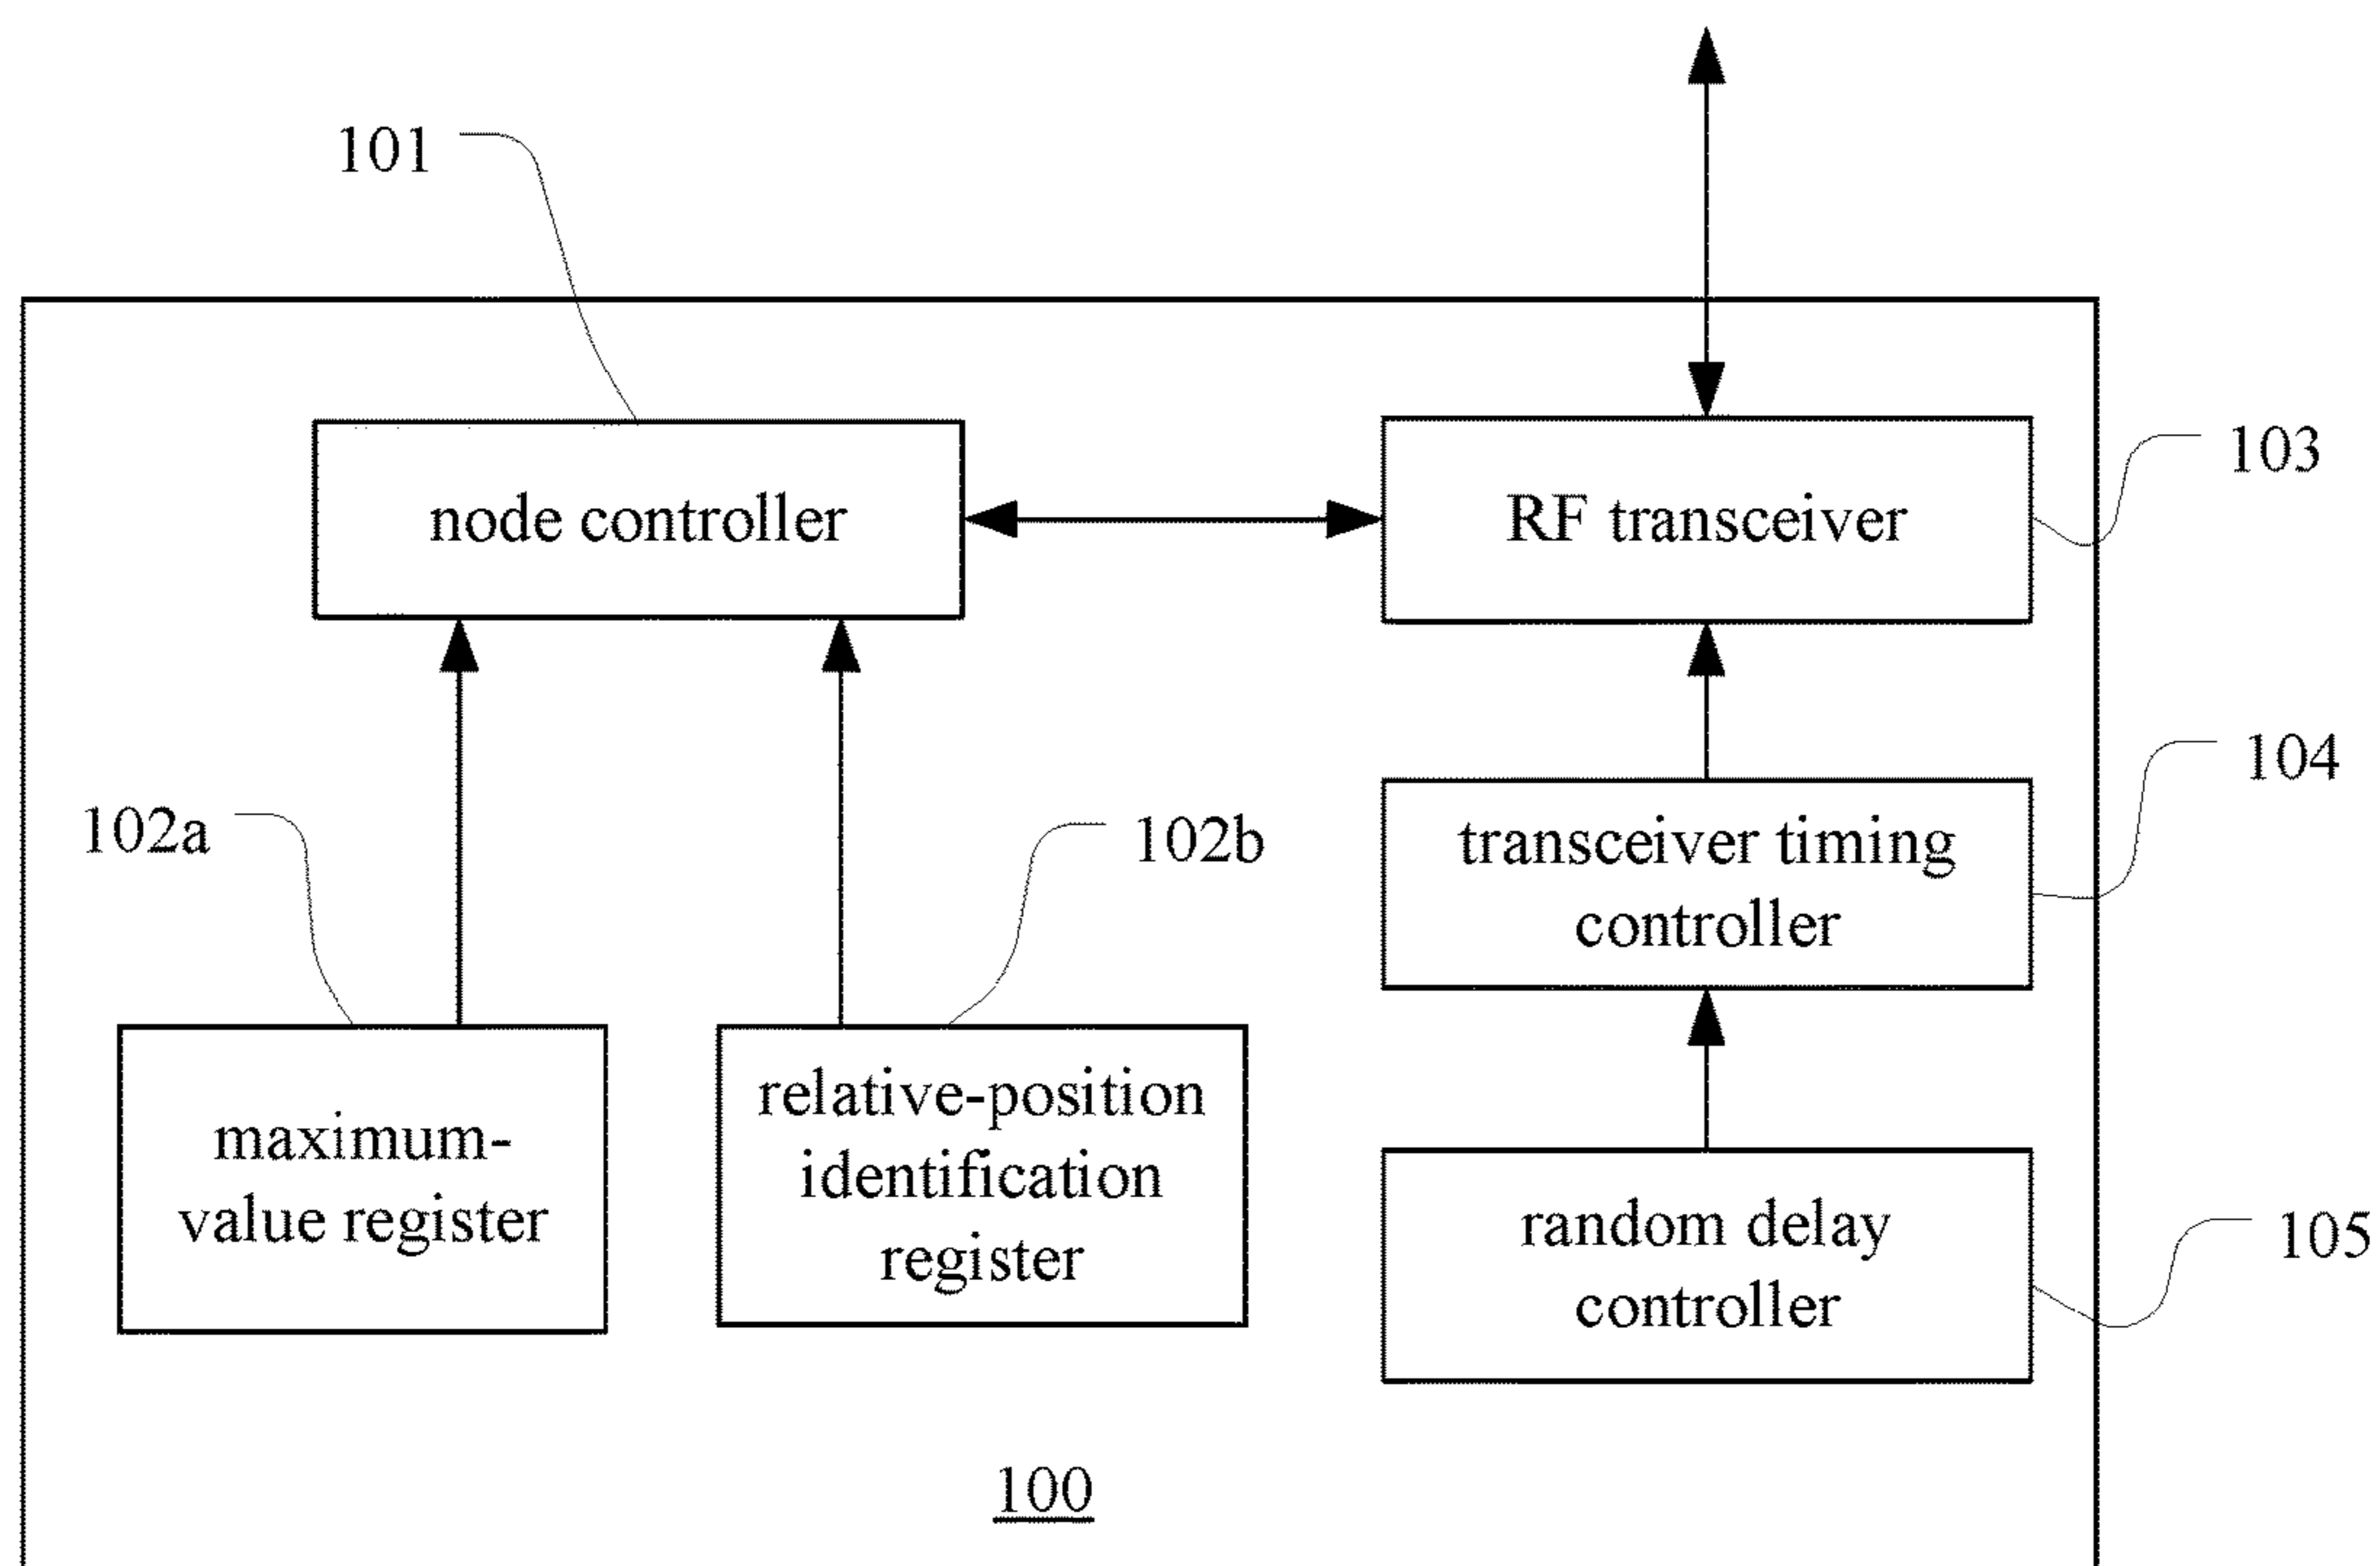 101
103
node controller
RF transceiver
104
102a
102b
transceiver timing
controller
relative-position
identification
register
maximum-
value register
random delay
controller
105
100